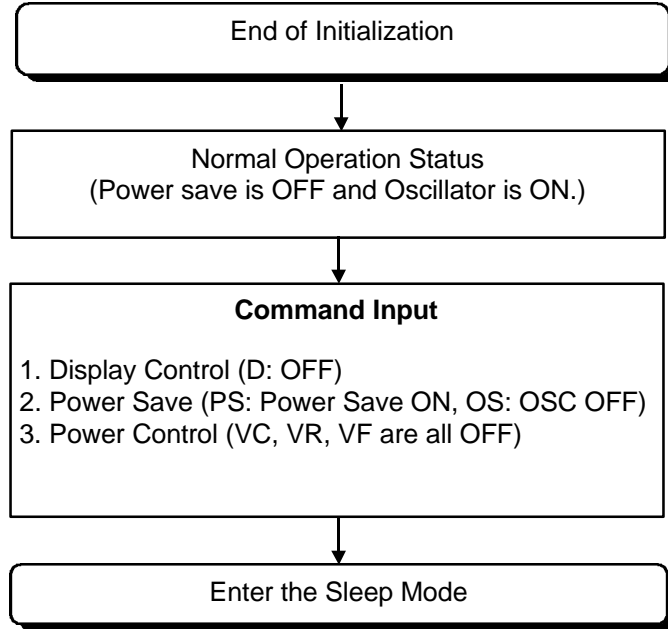 End of Initialization
Normal Operation Status
(Power save is OFF and Oscillator is ON.)
Command Input
1. Display Control (D: OFF)
2. Power Save (PS: Power Save ON, OS: OSC OFF)
3. Power Control (VC, VR, VF are all OFF)
Enter the Sleep Mode